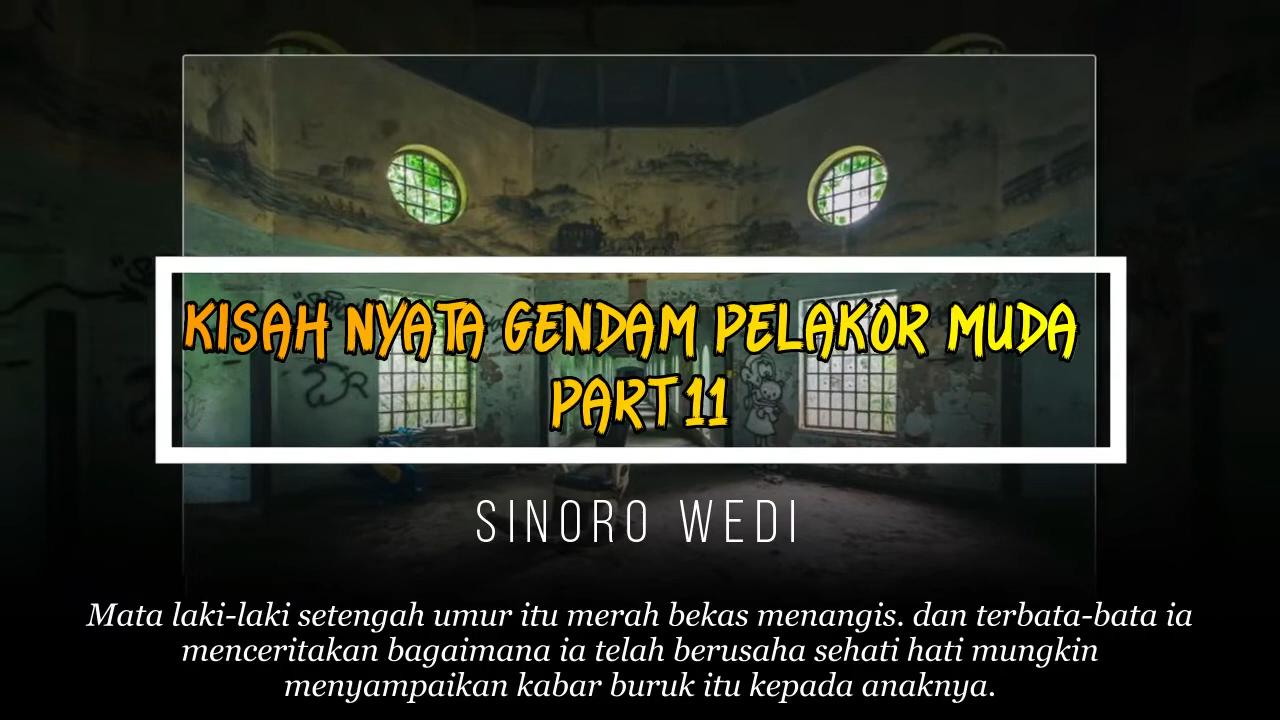 KISAH NYATA GENDAM PELAKOR MUDA
PART 11
SINORO WEDI
Mata laki-laki setengah umur itu merah bekas menangis. dan terbata-bata ia
menceritakan bagaimana ia telah berusaha sehati hati mungkin
menyampaikan kabar buruk itu kepada anaknya.